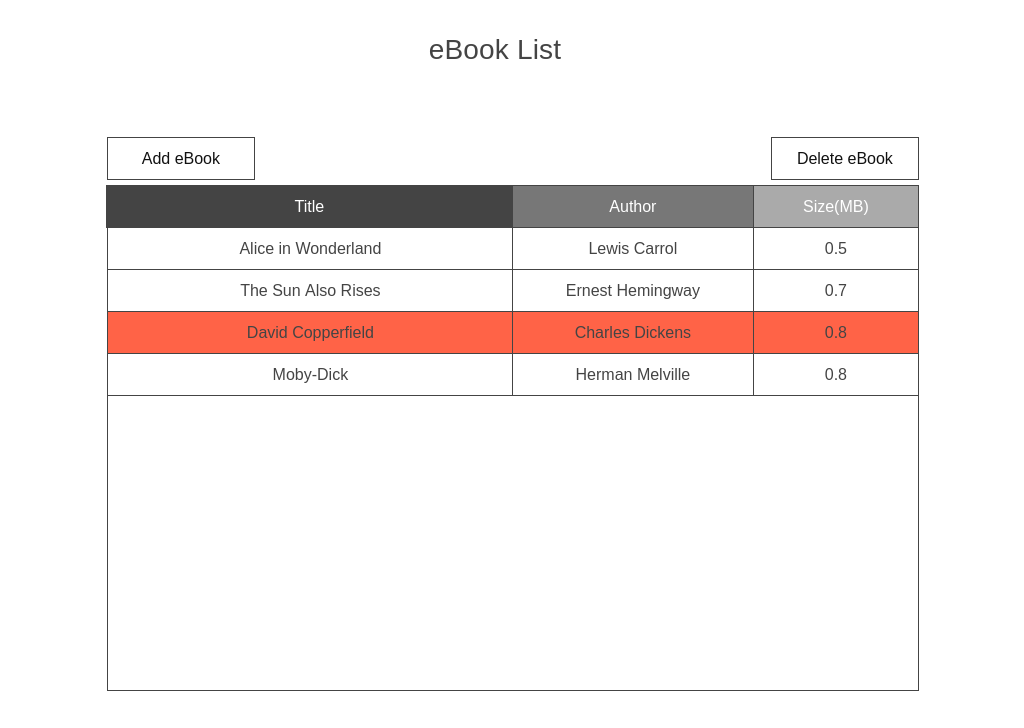 eBook List
Add eBook Delete eBook
Title Author Size(MB)
Alice in Wonderland Lewis Carrol 0.5
The Sun Also Rises Ernest Hemingway 0.7
David Copperfield Charles Dickens 0.8
Moby-Dick Herman Melville 0.8